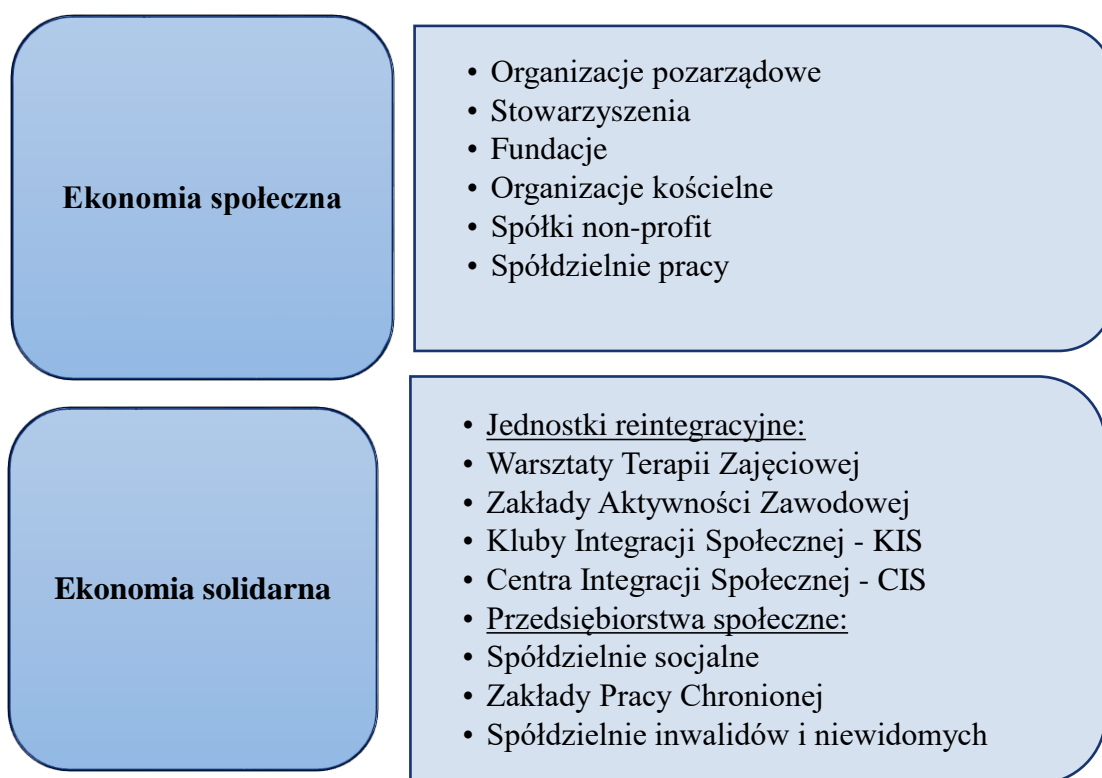 Ekonomia społeczna
• Organizacje pozarządowe
• Stowarzyszenia
• Fundacje
• Organizacje kościelne
• Spółki non-profit
• Spółdzielnie pracy
Ekonomia solidarna
• Jednostki reintegracyjne:
• Warsztaty Terapii Zajęciowej
• Zakłady Aktywności Zawodowej
• Kluby Integracji Społecznej - KIS
• Centra Integracji Społecznej - CIS
• Przedsiębiorstwa społeczne:
• Spółdzielnie socjalne
• Zakłady Pracy Chronionej
• Spółdzielnie inwalidów i niewidomych